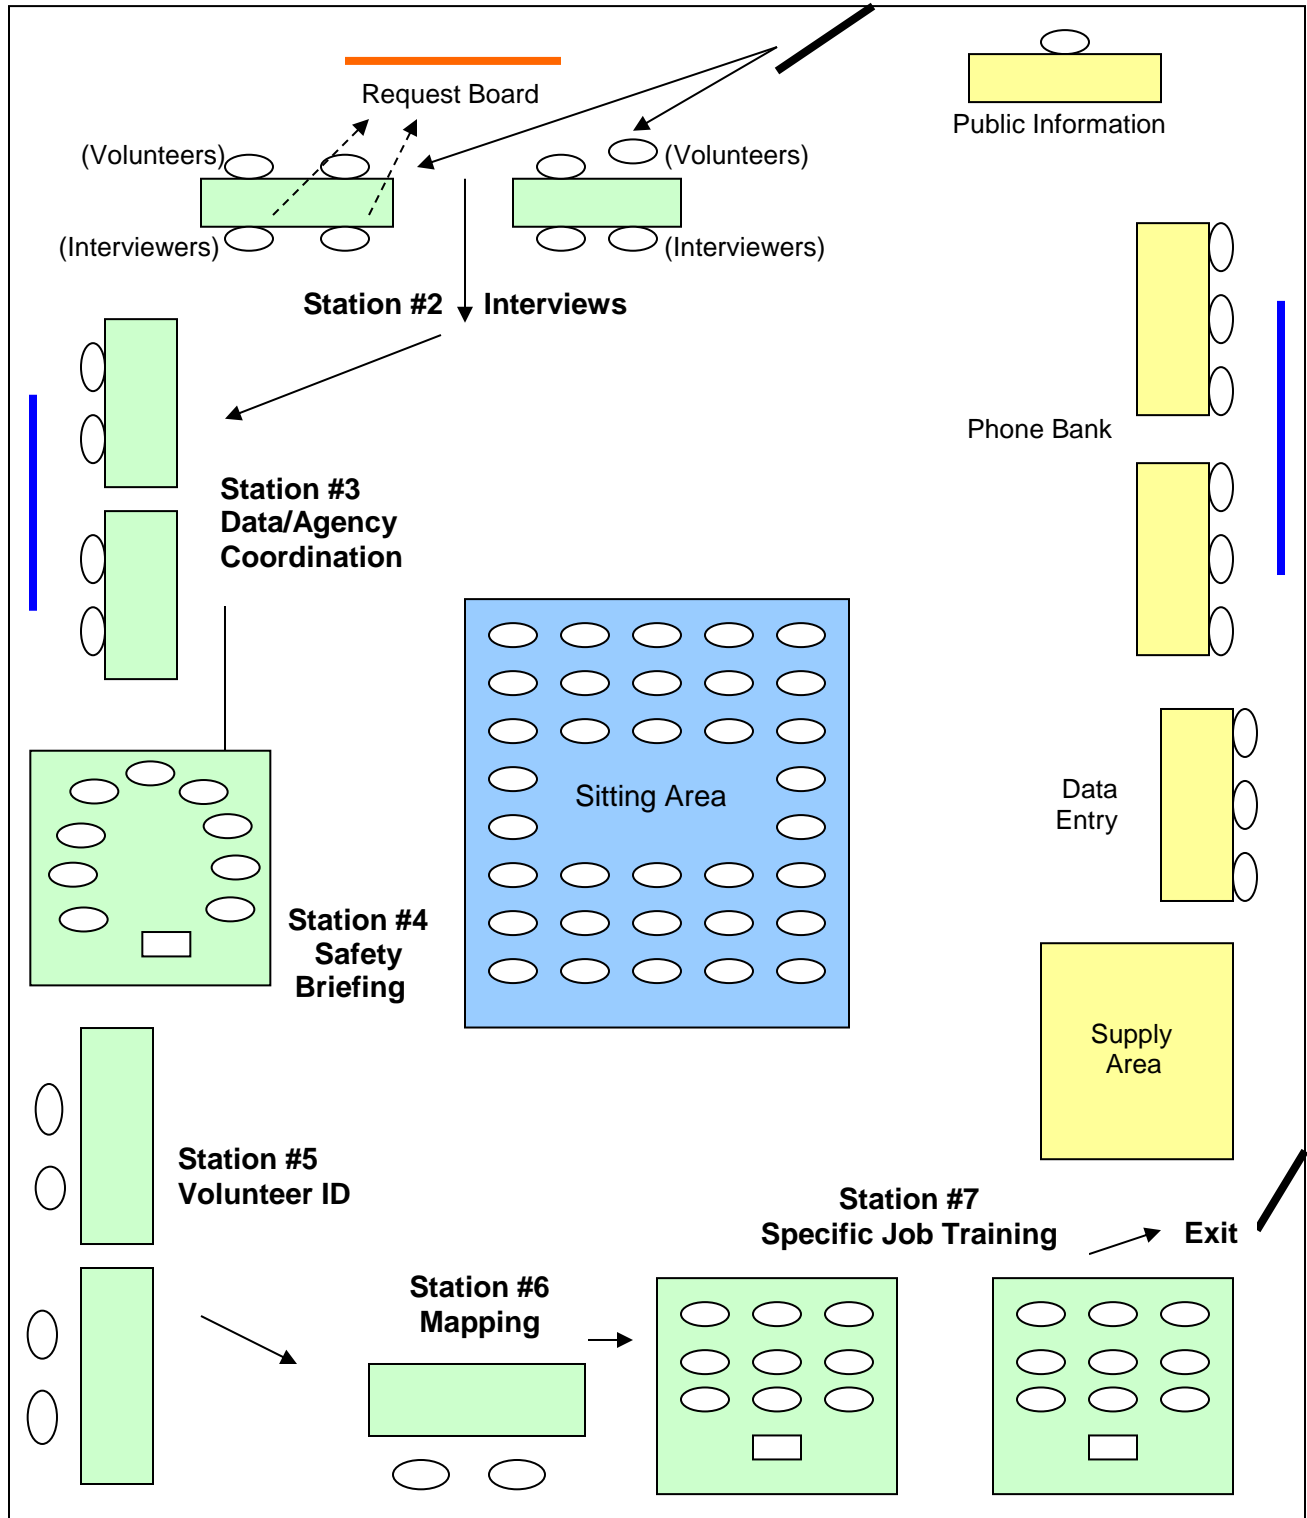 Request Board
Public Information
(Volunteers)
(Volunteers)
(Interviewers)
(Interviewers)
Station #2 Interviews
Phone Bank
Station #3
Data/Agency
Coordination
Sitting Area
Data
Entry
Station #4
Safety
Briefing
Supply
Area
Station #5
Volunteer ID
Station #7
Specific Job Training
Exit
Station #6
Mapping